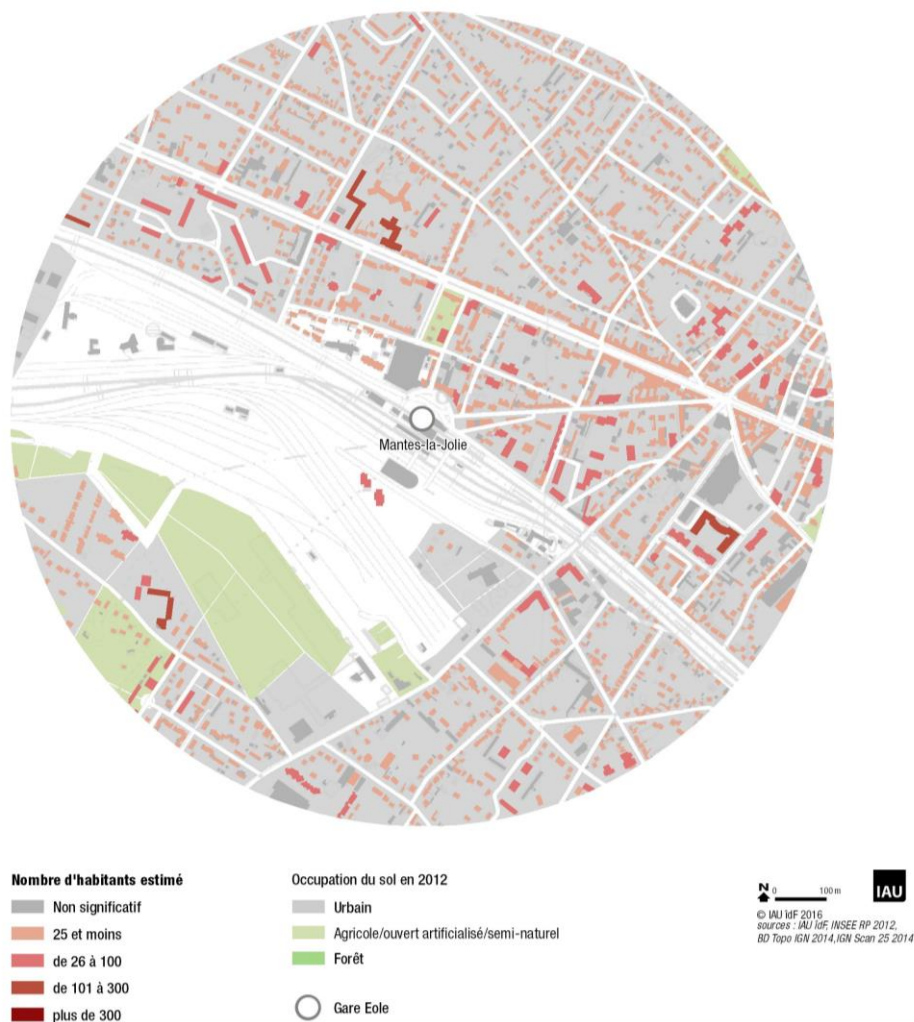 Mantes-la-Jolie
Nombre d'habitants estimé
Non significatif
25 et moins
de 26 à 100
de 101 à 300
plus de 300
Occupation du sol en 2012
Urbain
Agricole/ouvert artificialisé/semi-naturel
Forêt
Gare Eole
N 0 100 m
IAU
© IAU îdF 2016
sources : IAU îdF, INSEE RP 2012,
BD Topo IGN 2014,IGN Scan 25 2014